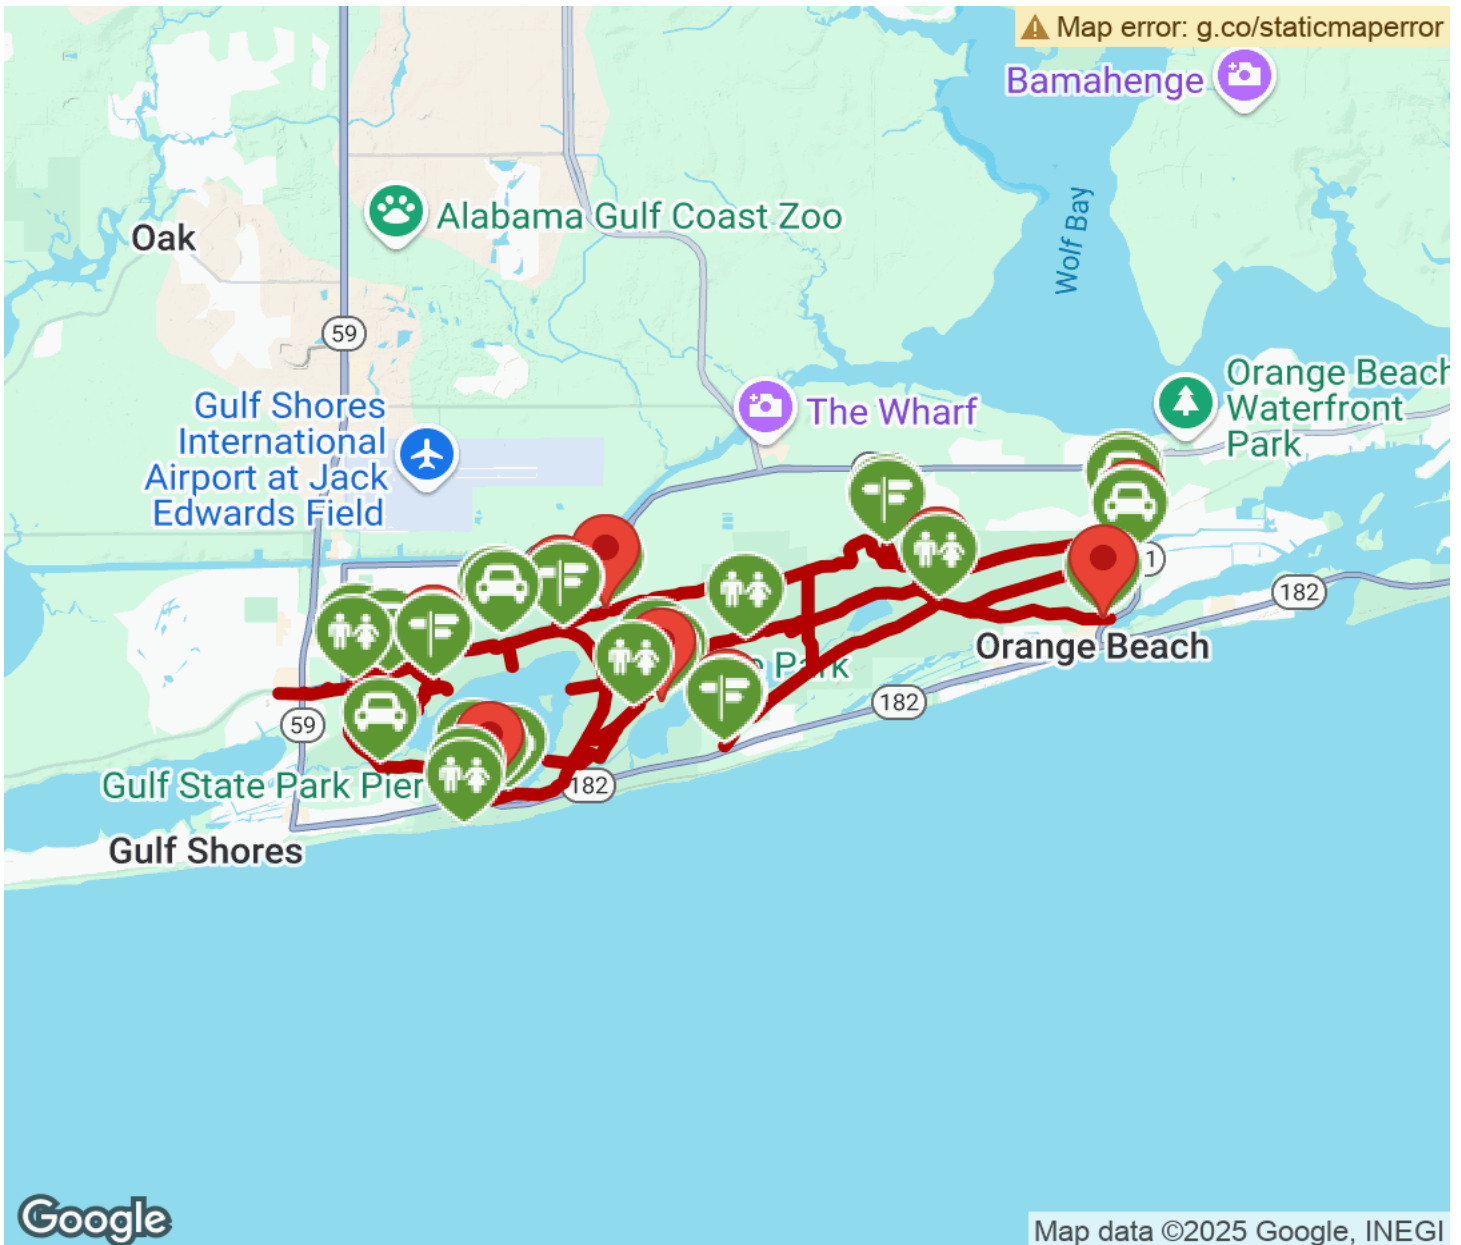 Map error: g.co/staticmaperror
Bamahenge
Alabama Gulf Coast Zoo
Oak
Wolf Bay
59
Orange Beach
Waterfront
Park
Gulf Shores
International
Airport at Jack
Edwards Field
The Wharf
1
182
Orange Beach
e Park
182
59
Gulf State Park Pier
182
Gulf Shores
Google
Map data ©2025 Google, INEGI